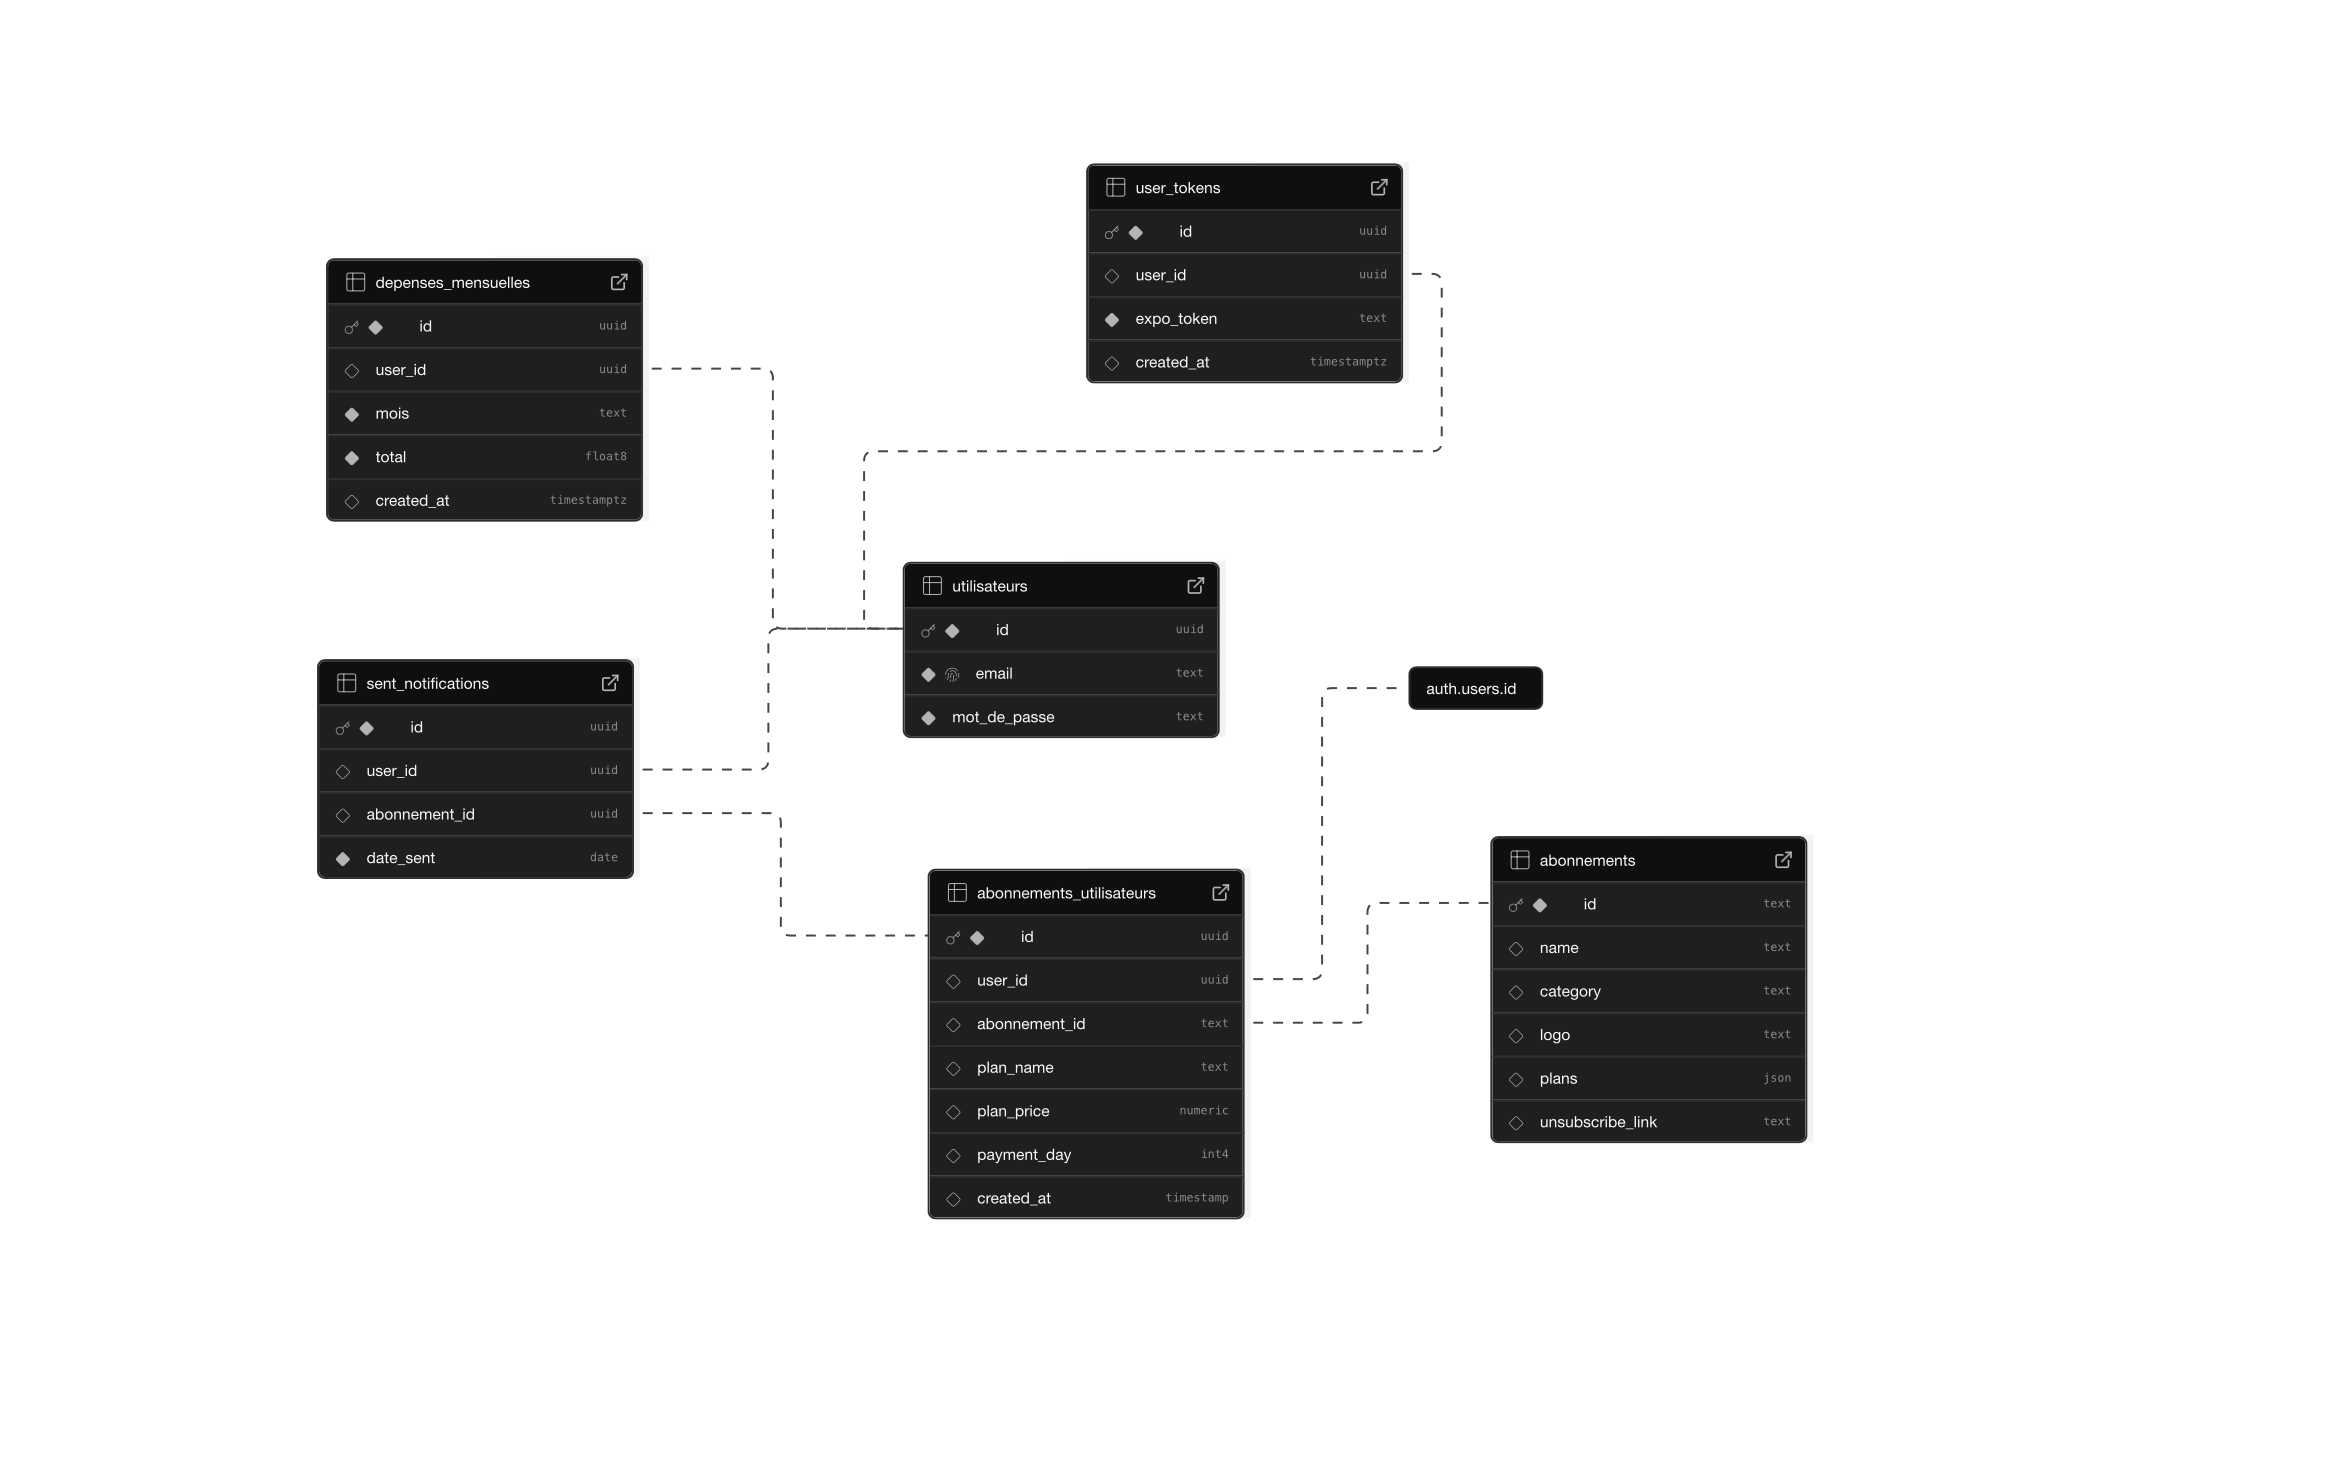 user_tokens
id uuid
user_id uuid
expo_token text
created_at timestamptz
depenses_mensuelles
id uuid
user_id uuid
mois text
total float8
created_at timestamptz
utilisateurs
id uuid
email text
mot_de_passe text
sent_notifications
id uuid
user_id uuid
abonnement_id uuid
date_sent date
auth.users.id
abonnements_utilisateurs
id uuid
user_id uuid
abonnement_id text
plan_name text
plan_price numeric
payment_day int4
created_at timestamp
abonnements
id text
name text
category text
logo text
plans json
unsubscribe_link text